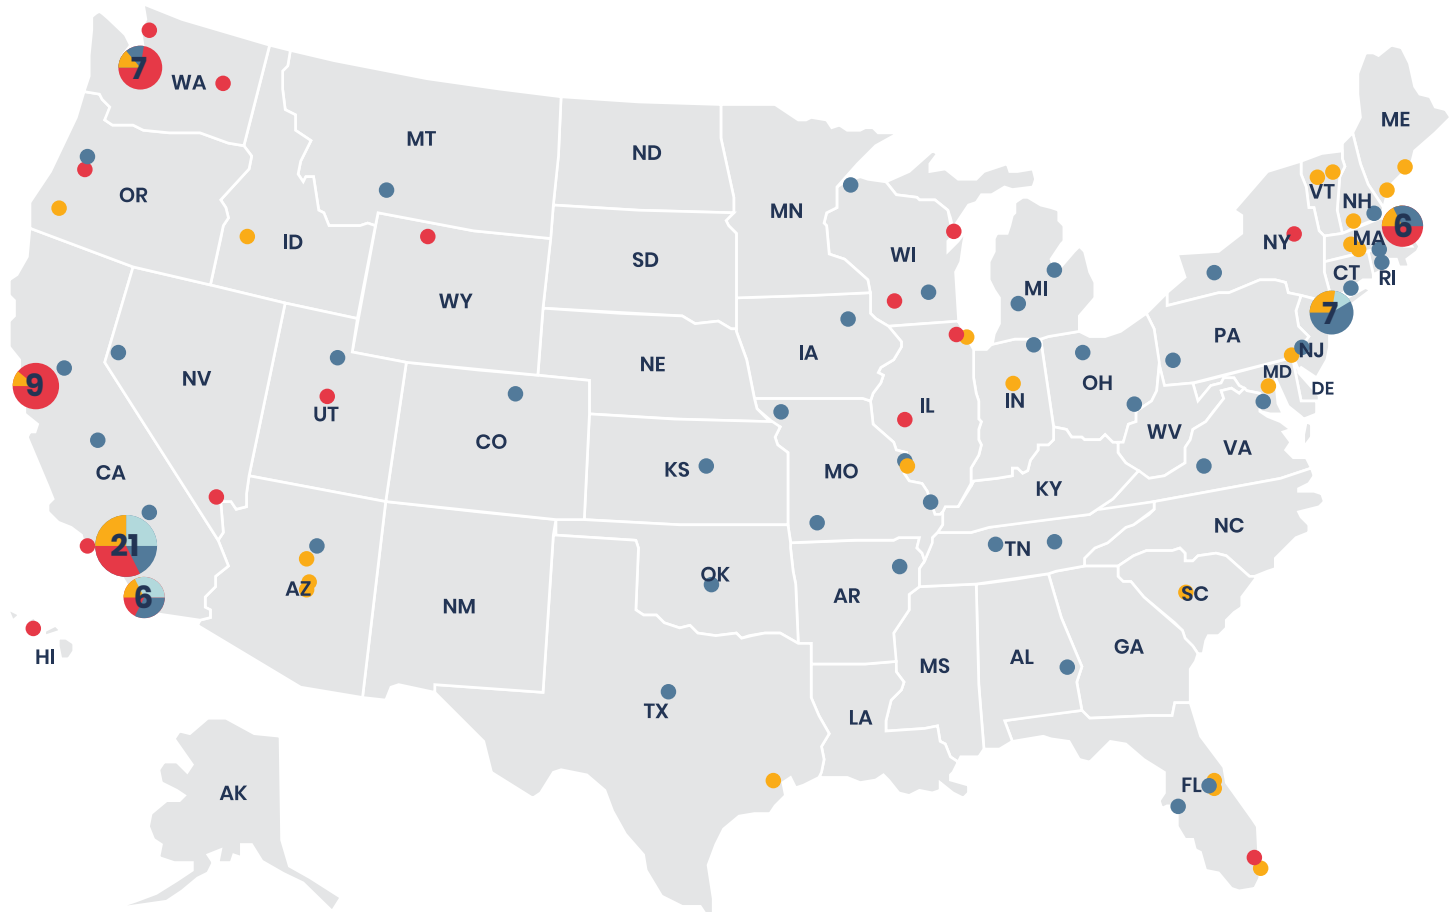 7
WA
ME
MT
ND
OR
MN
VT
NH
6
MA
NY
ID
WI
SD
CT
RI
MI
WY
7
PA
NJ
IA
NE
NV
MD
9
OH
DE
IN
UT
IL
CO
WV
KS
MO
VA
CA
KY
NC
21
TN
OK
AZ
SC
6
AR
NM
GA
HI
AL
MS
TX
LA
FL
AK